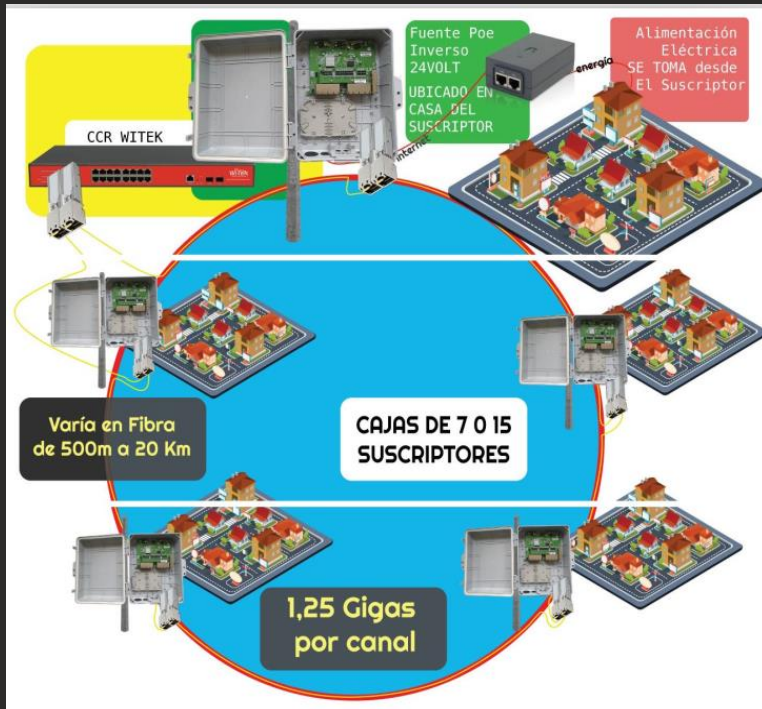 Fuente Poe
Inverso
24VOLT
UBICADO EN
CASA DEL
SUSCRIPTOR
energía
Alimentación
Eléctrica
SE TOMA desde
El Suscriptor
CCR WITEK
WITEK
internet
Varía en Fibra
de 500m a 20 Km
CAJAS DE 7 O 15
SUSCRIPTORES
1,25 Gigas
por canal